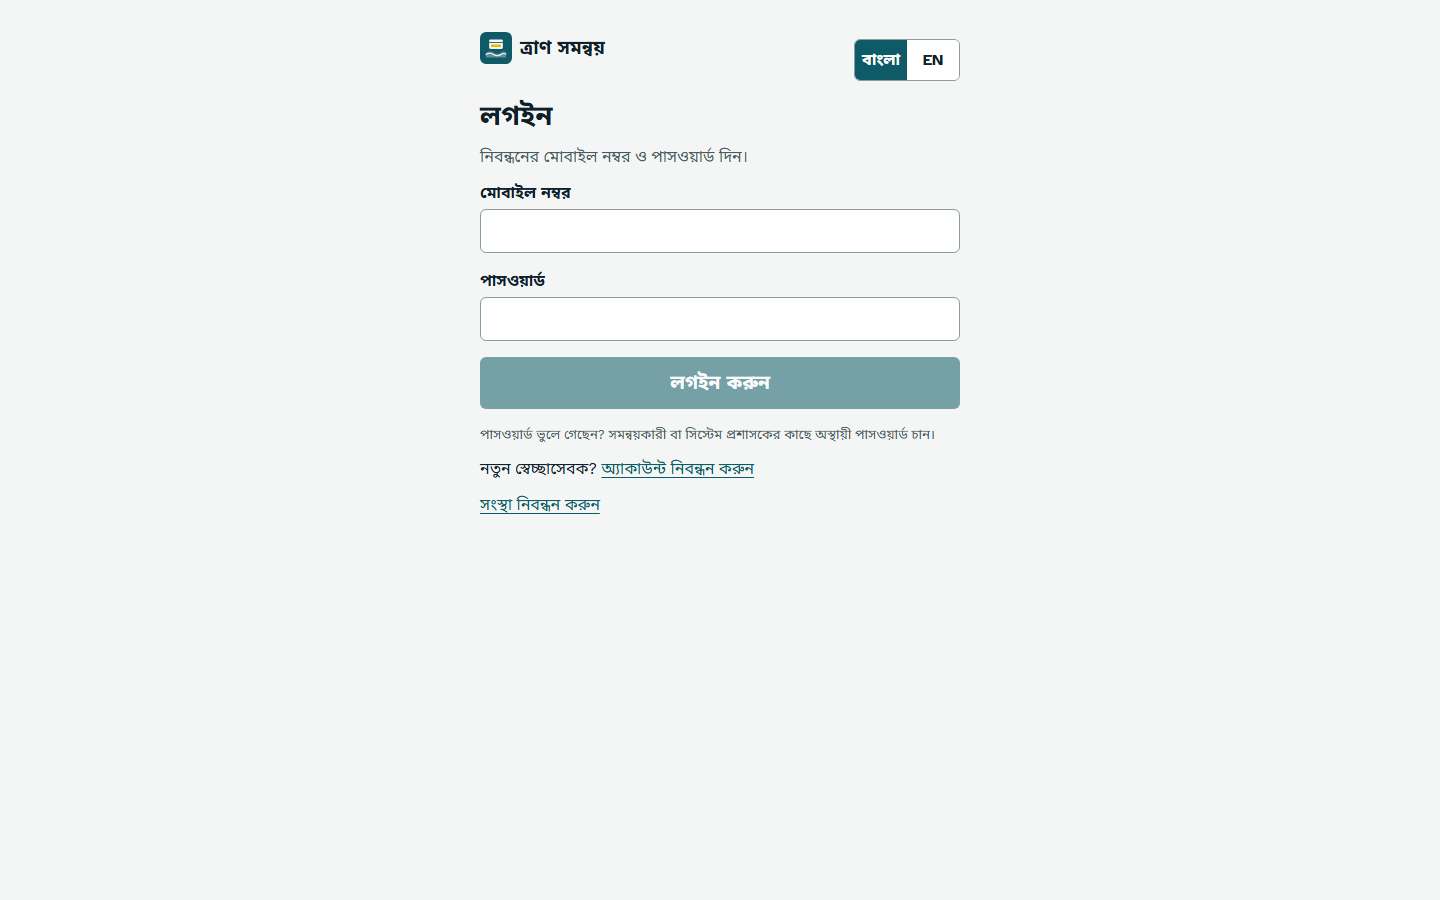 ত্রাণ সমন্বয়
বাংলা EN
লগইন
নিবন্ধনের মোবাইল নম্বর ও পাসওয়ার্ড দিন।
মোবাইল নম্বর
পাসওয়ার্ড
লগইন করুন
পাসওয়ার্ড ভুলে গেছেন? সমন্বয়কারী বা সিস্টেম প্রশাসকের কাছে অস্থায়ী পাসওয়ার্ড চান।
নতুন স্বেচ্ছাসেবক? অ্যাকাউন্ট নিবন্ধন করুন
সংস্থা নিবন্ধন করুন